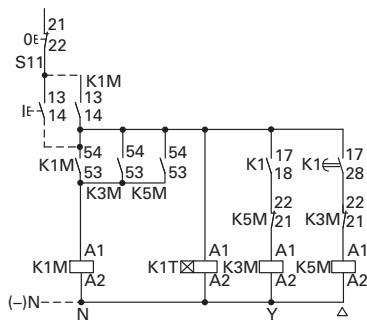 21
0E
22
S11
K1M
13 13
IE 14 14
54 54 54 K1 17 K1 17
K1M 53 53 53 18 28
K3M K5M
22 22
K5M 21 K3M 21
A1 A1 A1 A1
K1M K1T K3M K5M
A2 A2 A2 A2
(–)N N Y △